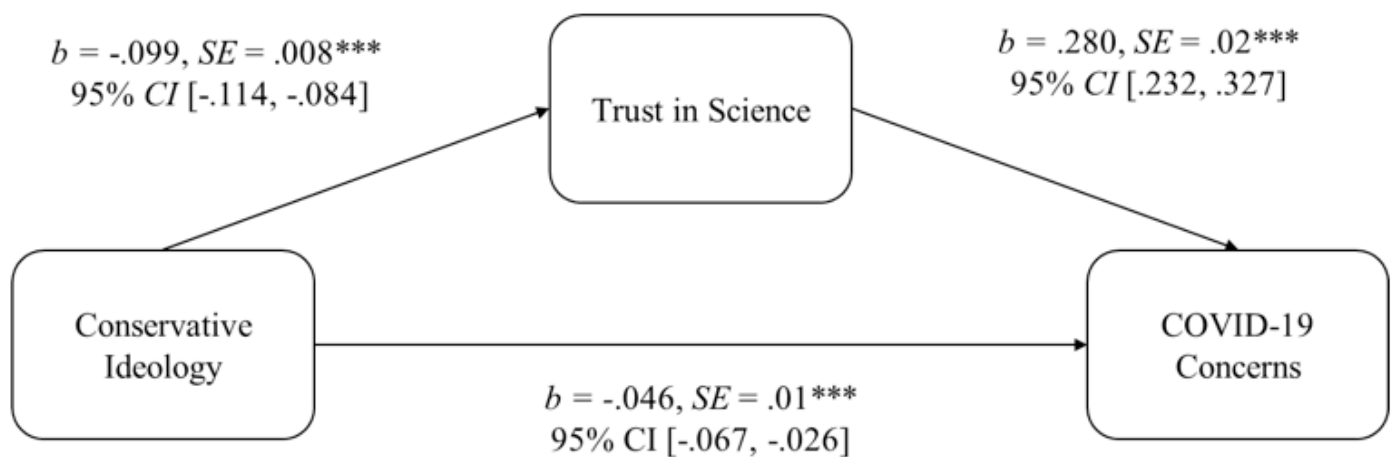 b = -.099, SE = .008***
95% CI [-.114, -.084]
b = .280, SE = .02***
95% CI [.232, .327]
Trust in Science
Conservative
Ideology
COVID-19
Concerns
b = -.046, SE = .01***
95% CI [-.067, -.026]